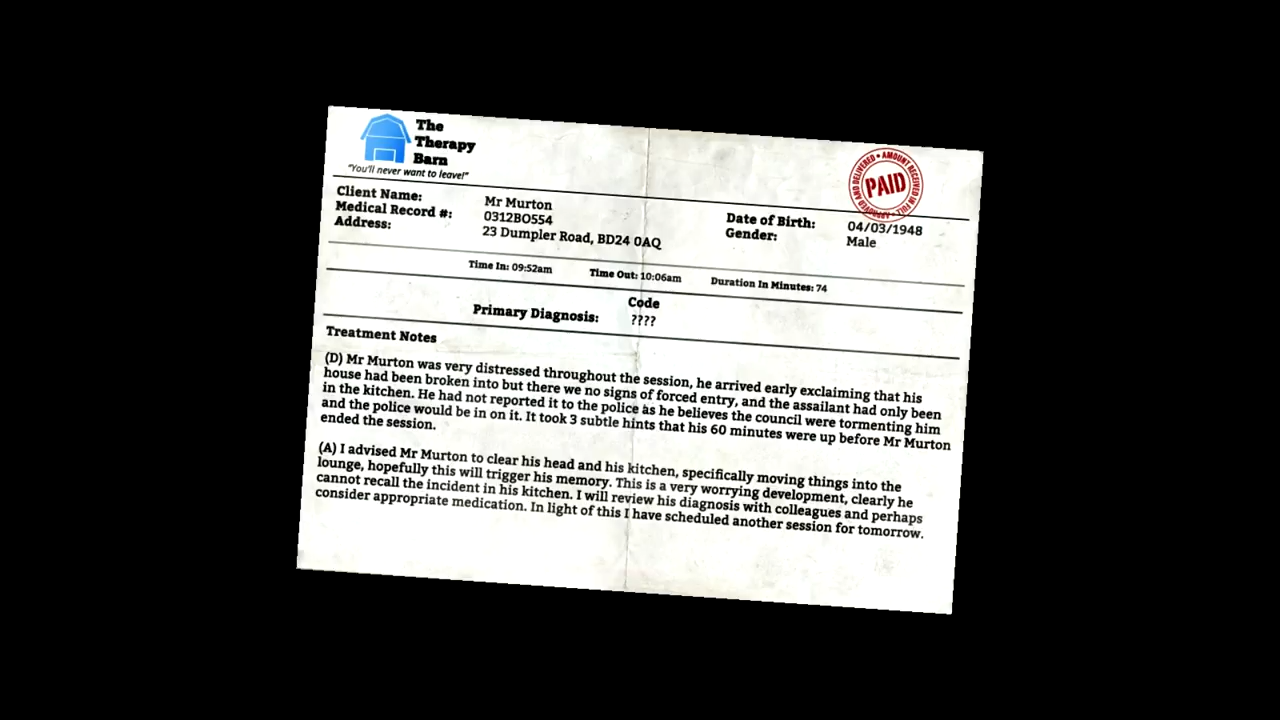 The
Therapy
Barn
"You'll never want to leave!"
AND DELIVERED • AMOUNT RECEIVED IN FULL • APPROVED
PAID
Client Name: Mr Murton Date of Birth: 04/03/1948
Medical Record #: 0312BO554 Gender: Male
Address: 23 Dumpler Road, BD24 0AQ
Time In: 09:52am Time Out: 10:06am Duration In Minutes: 74
Code
Primary Diagnosis: ????
Treatment Notes
(D) Mr Murton was very distressed throughout the session, he arrived early exclaiming that his
house had been broken into but there we no signs of forced entry, and the assailant had only been
in the kitchen. He had not reported it to the police as he believes the council were tormenting him
and the police would be in on it. It took 3 subtle hints that his 60 minutes were up before Mr Murton
ended the session.
(A) I advised Mr Murton to clear his head and his kitchen, specifically moving things into the
lounge, hopefully this will trigger his memory. This is a very worrying development, clearly he
cannot recall the incident in his kitchen. I will review his diagnosis with colleagues and perhaps
consider appropriate medication. In light of this I have scheduled another session for tomorrow.